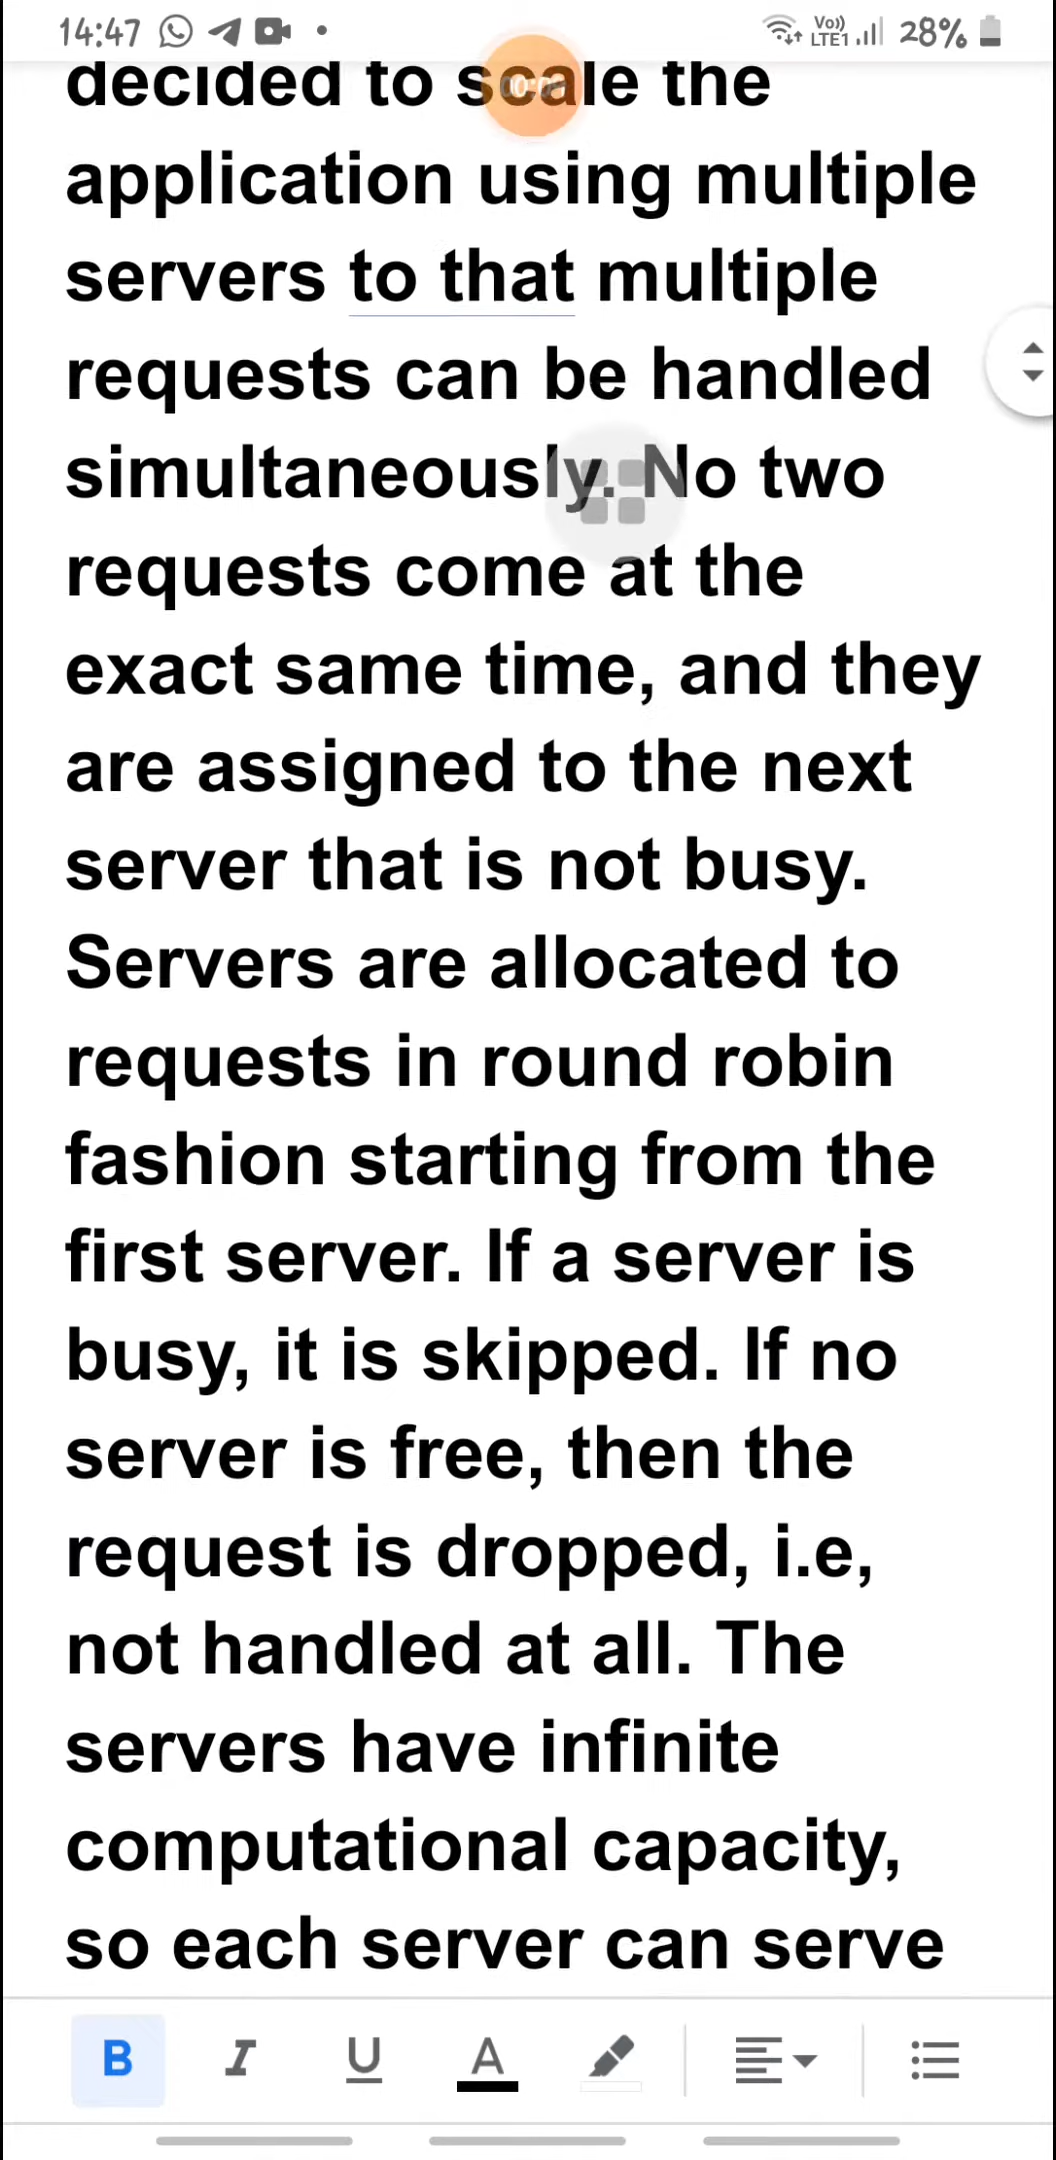 14:47
Vo))
LTE1
28%
decided to scale the
00:09
application using multiple
servers to that multiple
requests can be handled
simultaneously. No two
requests come at the
exact same time, and they
are assigned to the next
server that is not busy.
Servers are allocated to
requests in round robin
fashion starting from the
first server. If a server is
busy, it is skipped. If no
server is free, then the
request is dropped, i.e,
not handled at all. The
servers have infinite
computational capacity,
so each server can serve
B I U A